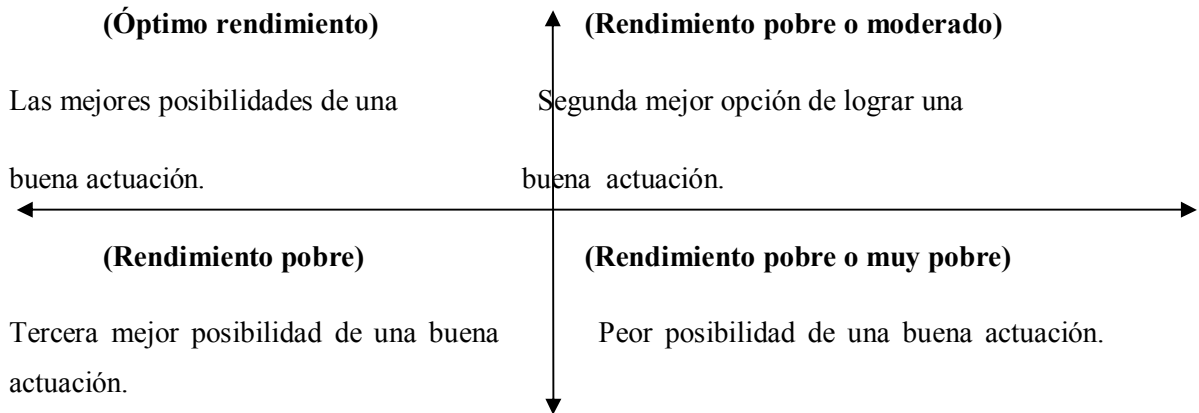 (Óptimo rendimiento)
Las mejores posibilidades de una
buena actuación.
(Rendimiento pobre o moderado)
Segunda mejor opción de lograr una
buena actuación.
(Rendimiento pobre)
Tercera mejor posibilidad de una buena
actuación.
(Rendimiento pobre o muy pobre)
Peor posibilidad de una buena actuación.